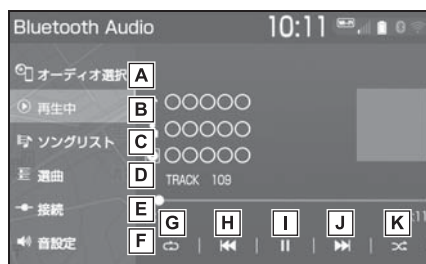 Bluetooth Audio 10:11
オーディオ選択 A
再生中 B ○○○○○
ソングリスト C ○○○○○
○○○○○
選曲 D TRACK 109
接続 E
音設定 F
G H I J K